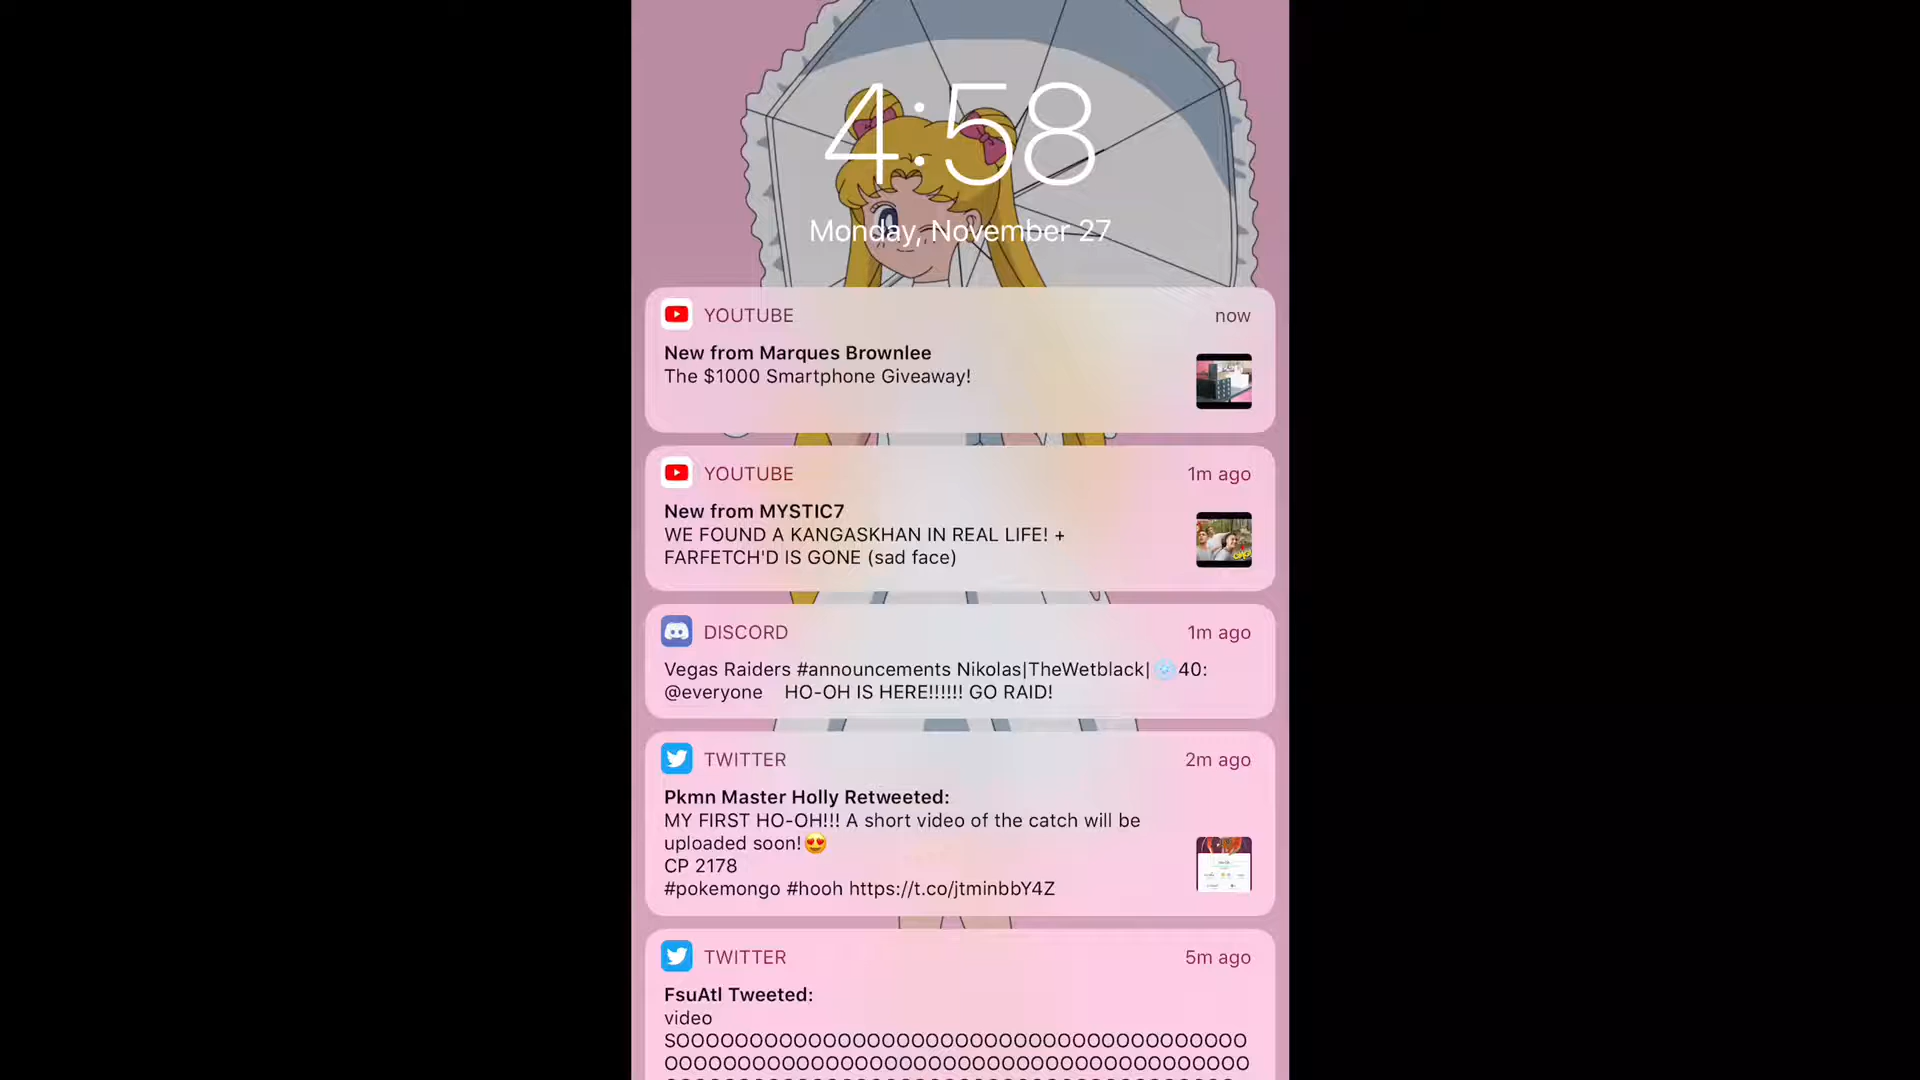 4:58
Monday, November 27
YOUTUBE
now
New from Marques Brownlee
The $1000 Smartphone Giveaway!
YOUTUBE
1m ago
New from MYSTIC7
WE FOUND A KANGASKHAN IN REAL LIFE! +
FARFETCH'D IS GONE (sad face)
DISCORD
1m ago
Vegas Raiders #announcements Nikolas|TheWetblack|❄️40:
@everyone HO-OH IS HERE!!!!!! GO RAID!
TWITTER
2m ago
Pkmn Master Holly Retweeted:
MY FIRST HO-OH!!! A short video of the catch will be
uploaded soon!😍
CP 2178
#pokemongo #hooh https://t.co/jtminbbY4Z
TWITTER
5m ago
FsuAtl Tweeted:
video
SOOOOOOOOOOOOOOOOOOOOOOOOOOOOOOOOOOOOOOO
OOOOOOOOOOOOOOOOOOOOOOOOOOOOOOOOOOOOOOOO